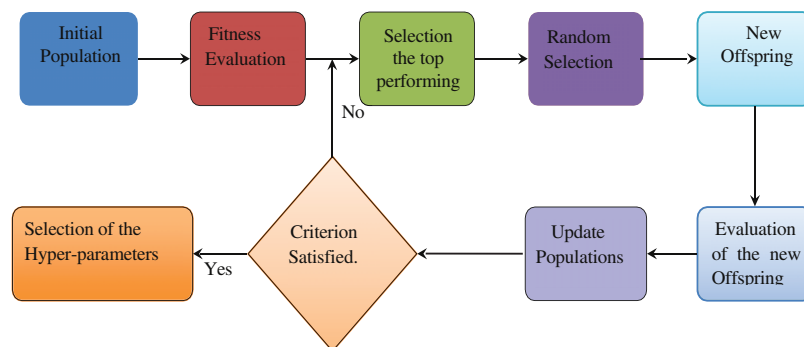 Initial
Population
Fitness
Evaluation
Selection
the top
performing
Random
Selection
New
Offspring
No
Selection of the
Hyper-parameters
Yes
Criterion
Satisfied.
Update
Populations
Evaluation
of the new
Offspring